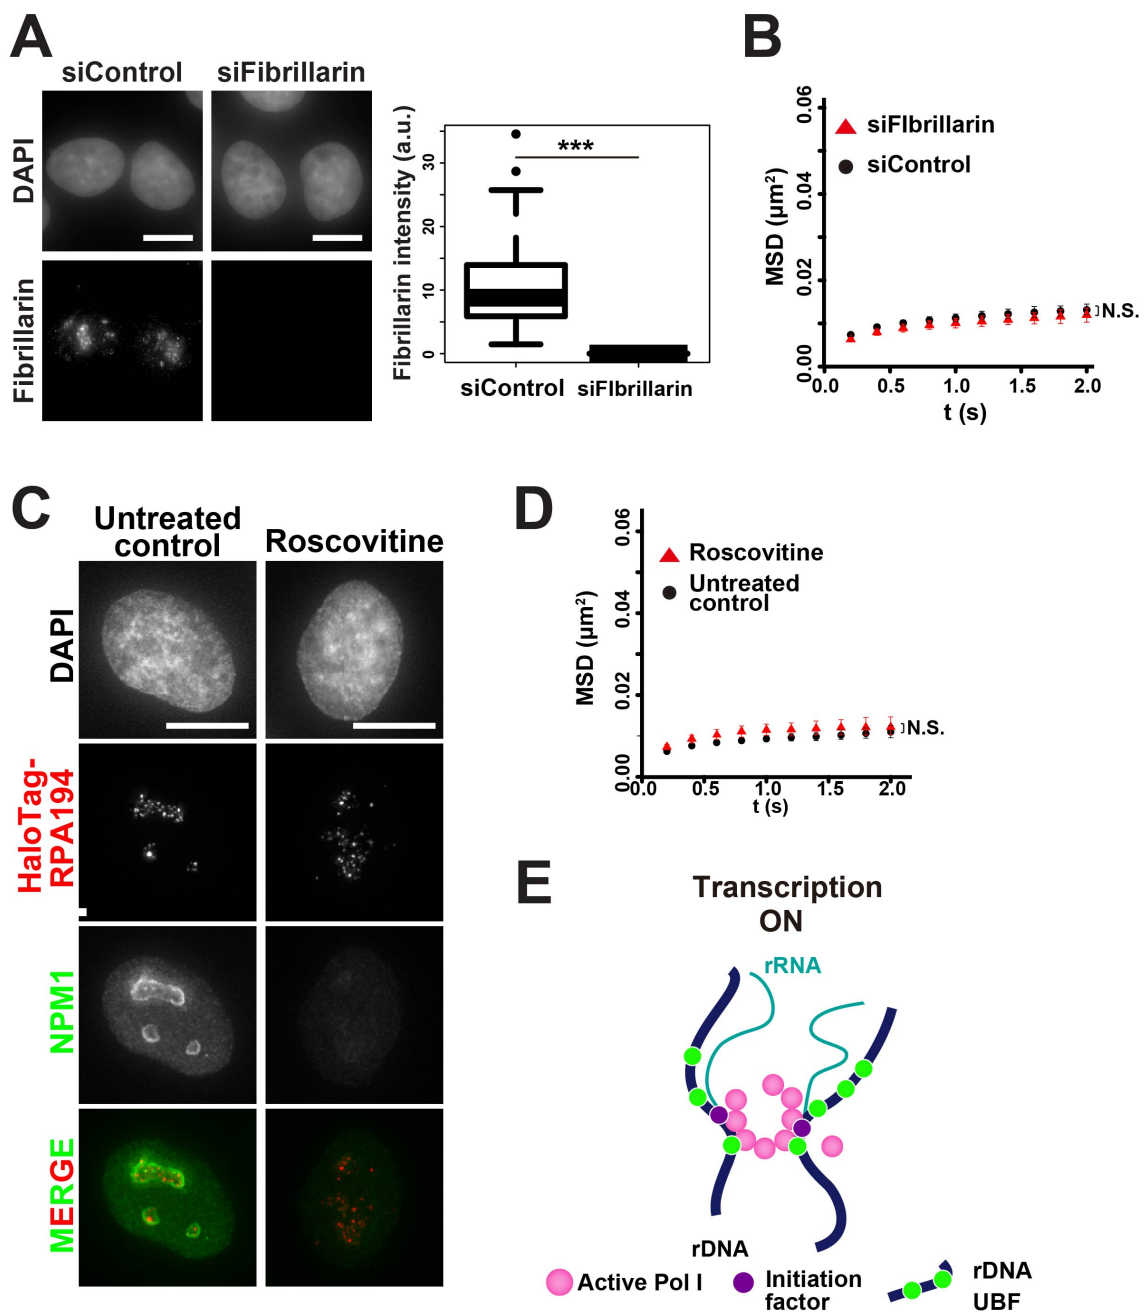 A
siControl
siFibrillarin
DAPI
Fibrillarin
Fibrillarin intensity (a.u.)
30
20
10
0
***
siControl
siFIbrillarin
B
MSD (µm²)
0.06
0.04
0.02
0.00
siFIbrillarin
siControl
N.S.
0.0
0.5
1.0
1.5
2.0
t (s)
C
Untreated
control
Roscovitine
DAPI
HaloTag-
RPA194
NPM1
MERGE
D
MSD (µm²)
0.06
0.04
0.02
0.00
Roscovitine
Untreated
control
N.S.
0.0
0.5
1.0
1.5
2.0
t (s)
E
Transcription
ON
rRNA
rDNA
Active Pol I
Initiation
factor
rDNA
UBF